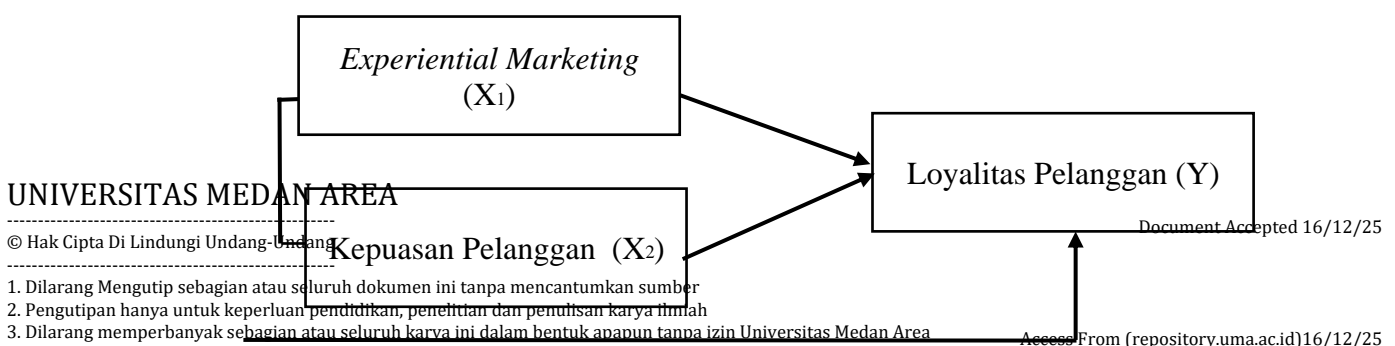 Experiential Marketing
(X1)
Loyalitas Pelanggan (Y)
Kepuasan Pelanggan (X2)
UNIVERSITAS MEDAN AREA
-----------------------------------------------------
© Hak Cipta Di Lindungi Undang-Undang
Document Accepted 16/12/25
-----------------------------------------------------
1. Dilarang Mengutip sebagian atau seluruh dokumen ini tanpa mencantumkan sumber
2. Pengutipan hanya untuk keperluan pendidikan, penelitian dan penulisan karya ilmiah
3. Dilarang memperbanyak sebagian atau seluruh karya ini dalam bentuk apapun tanpa izin Universitas Medan Area
Access From (repository.uma.ac.id)16/12/25